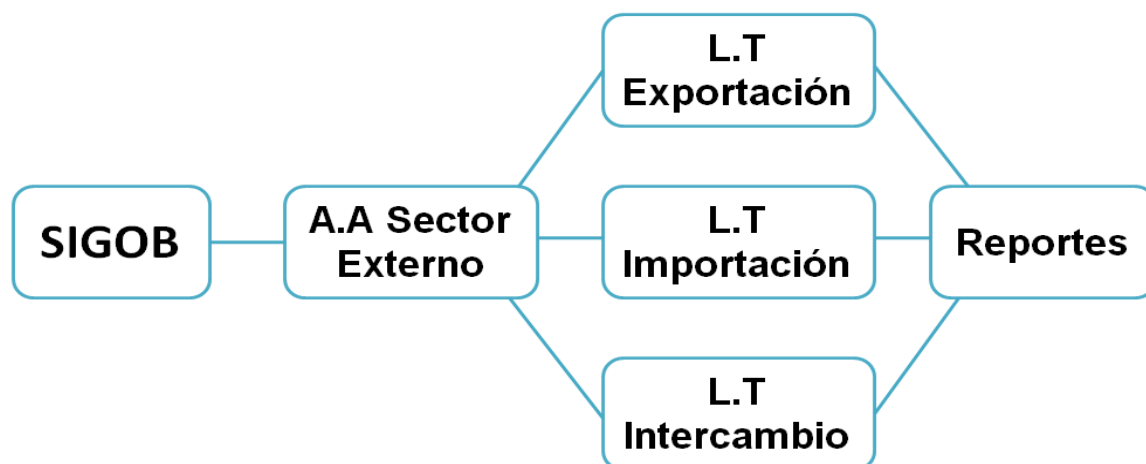 SIGOB
A.A Sector
Externo
L.T
Exportación
L.T
Importación
L.T
Intercambio
Reportes